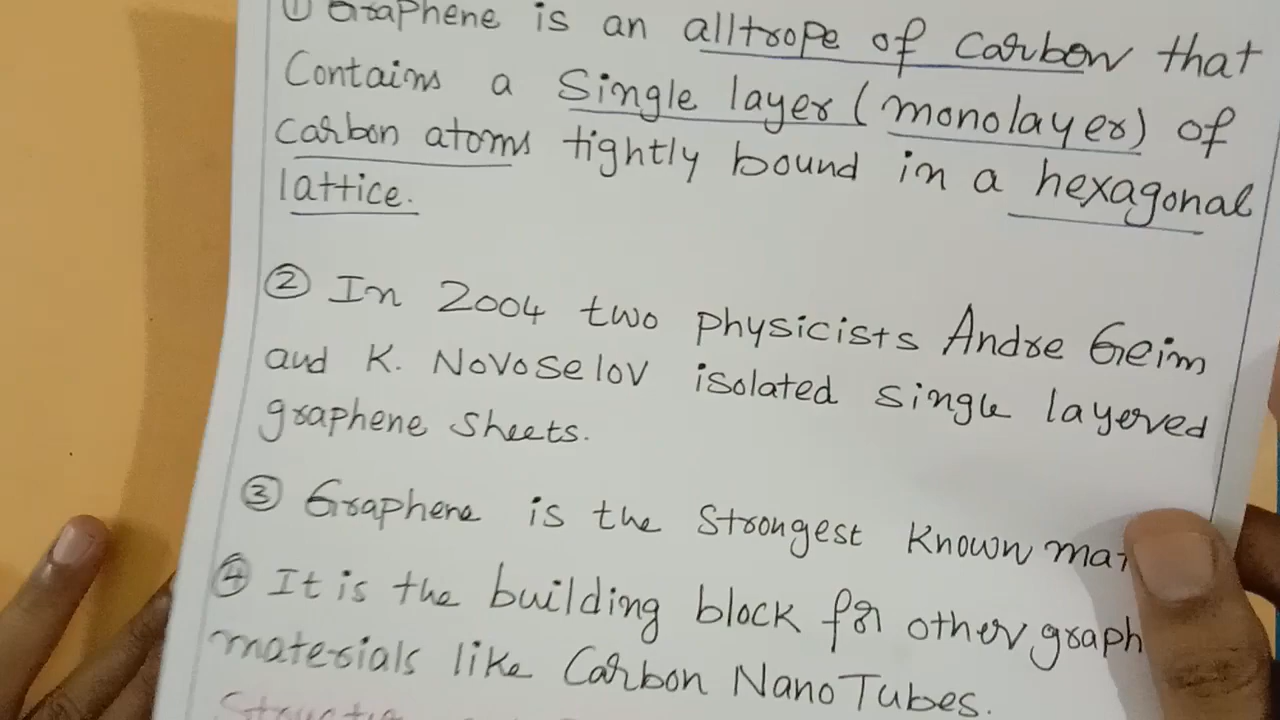 ① Graphene is an alltrope of Carbon that
Contains a Single layer (monolayer) of
carbon atoms tightly bound in a hexagonal
lattice.
② In 2004 two physicists Andre Geim
and K. Novoselov isolated single layered
graphene sheets.
③ Graphene is the strongest known
④ It is the building block for other
materials like Carbon NanoTubes.